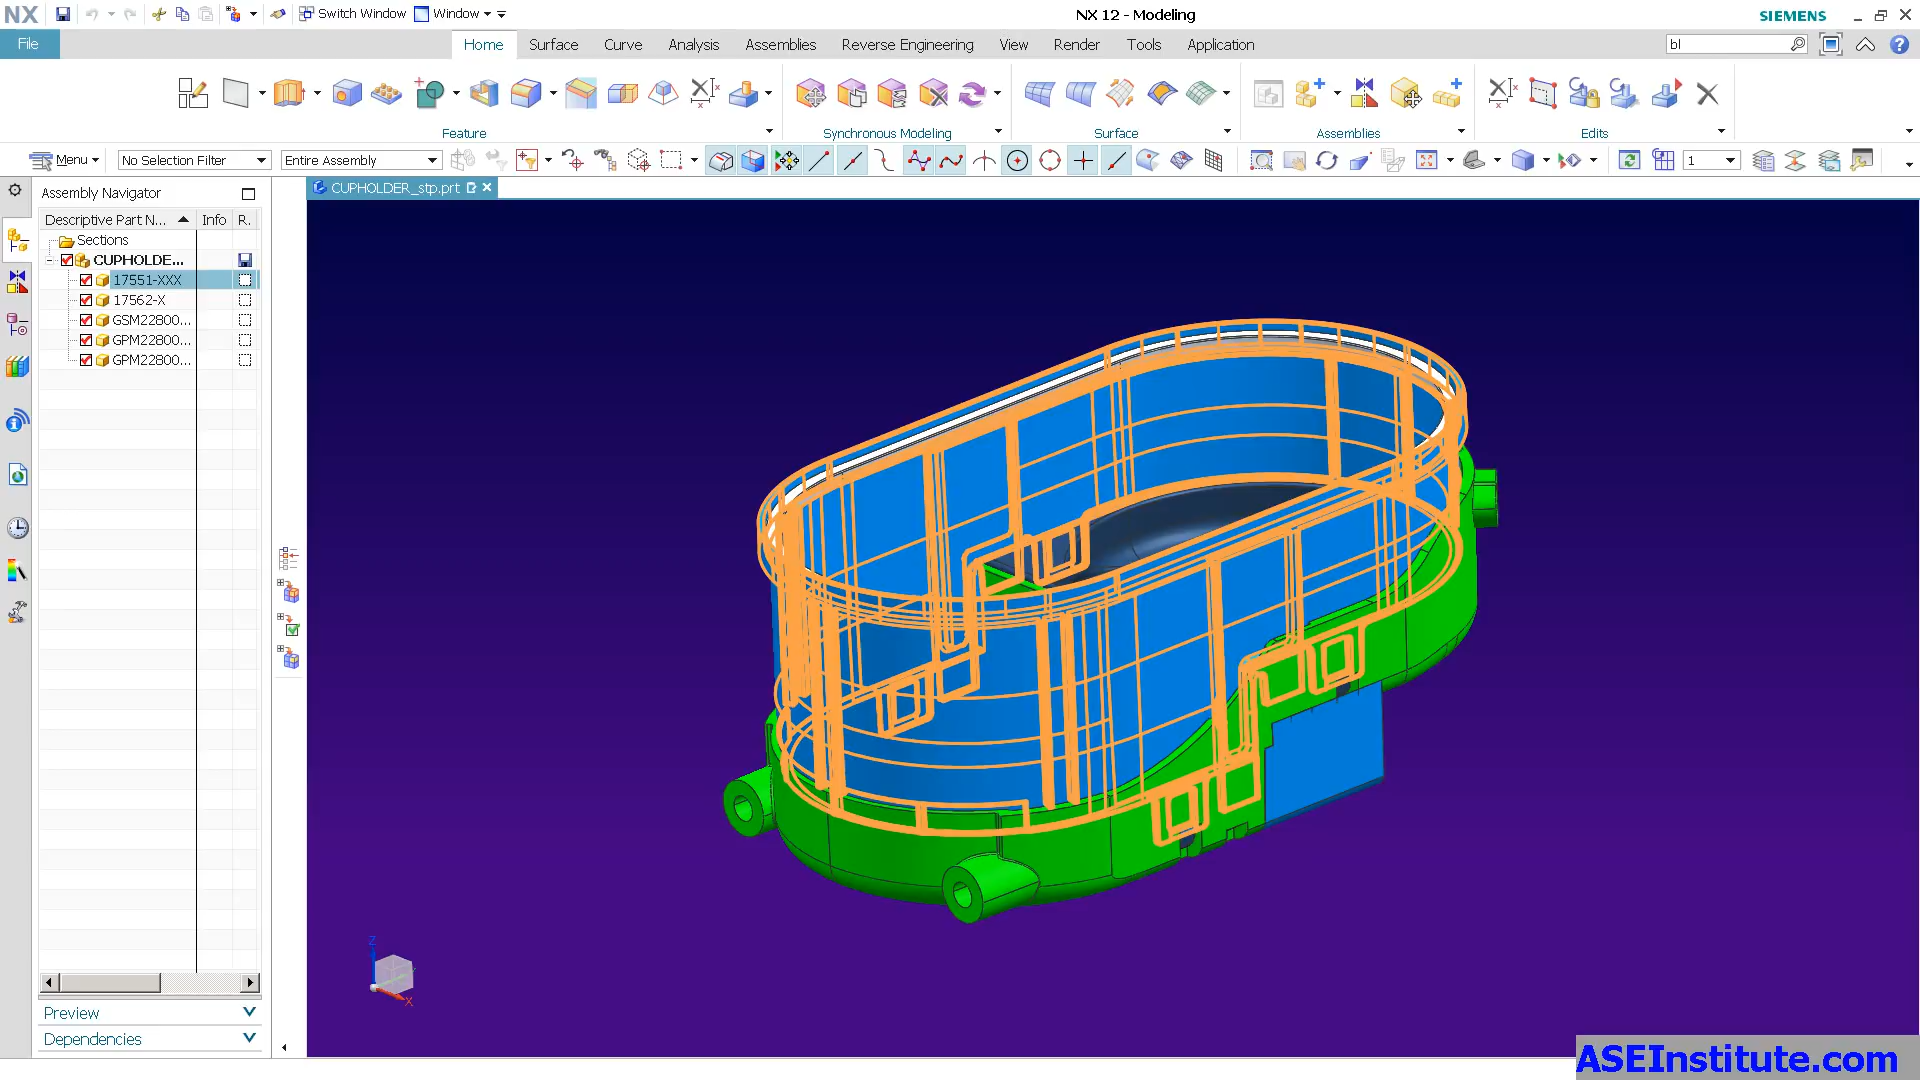 NX Switch Window Window NX 12 - Modeling SIEMENS
File Home Surface Curve Analysis Assemblies Reverse Engineering View Render Tools Application bl
Feature Synchronous Modeling Surface Assemblies Edits
Menu No Selection Filter Entire Assembly 1
Assembly Navigator CUPHOLDER_stp.prt
Descriptive Part N... Info R.
Sections
CUPHOLDE...
17551-XXX
17562-X
GSM22800...
GPM22800...
GPM22800...
Z
X
Preview
Dependencies
ASEInstitute.com